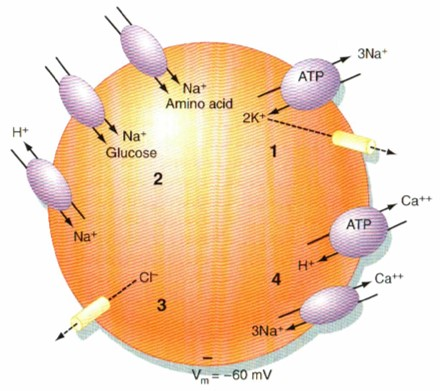 Na⁺
Amino acid
ATP
3Na⁺
2K⁺
1
Na⁺
Glucose
2
H⁺
Na⁺
Ca⁺⁺
ATP
H⁺
4
Ca⁺⁺
3Na⁺
Cl⁻
3
–
Vₘ = −60 mV